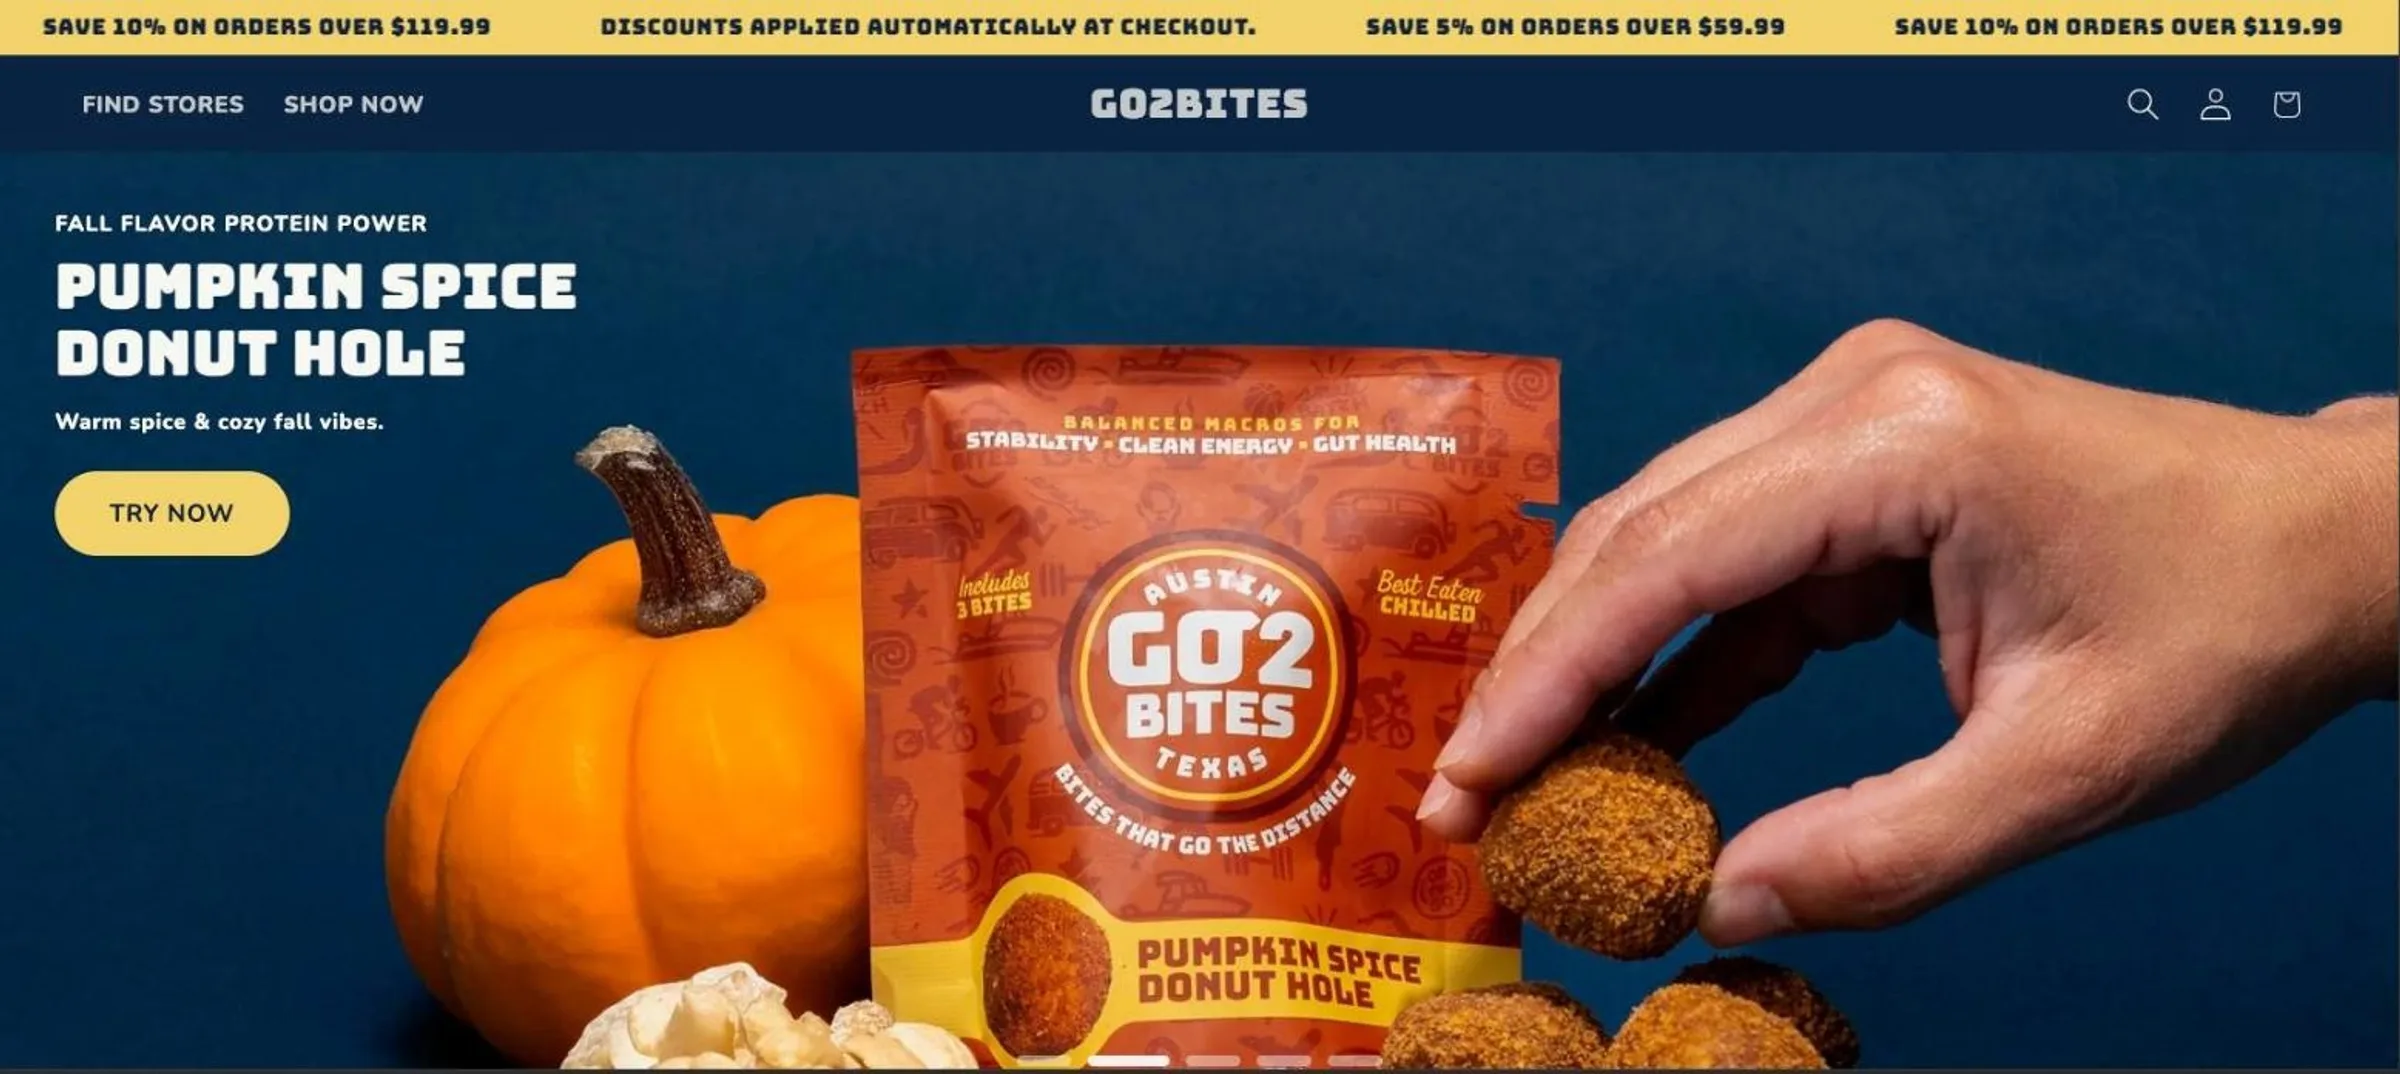 SAVE 10% ON ORDERS OVER $119.99
DISCOUNTS APPLIED AUTOMATICALLY AT CHECKOUT.
SAVE 5% ON ORDERS OVER $59.99
SAVE 10% ON ORDERS OVER $119.99
FIND STORES
SHOP NOW
GO2BITES
FALL FLAVOR PROTEIN POWER
PUMPKIN SPICE
DONUT HOLE
Warm spice & cozy fall vibes.
TRY NOW
BALANCED MACROS FOR
STABILITY • CLEAN ENERGY • GUT HEALTH
Includes
3 BITES
Best Eaten
CHILLED
AUSTIN
GO2
BITES
TEXAS
BITES THAT GO THE DISTANCE
PUMPKIN SPICE
DONUT HOLE